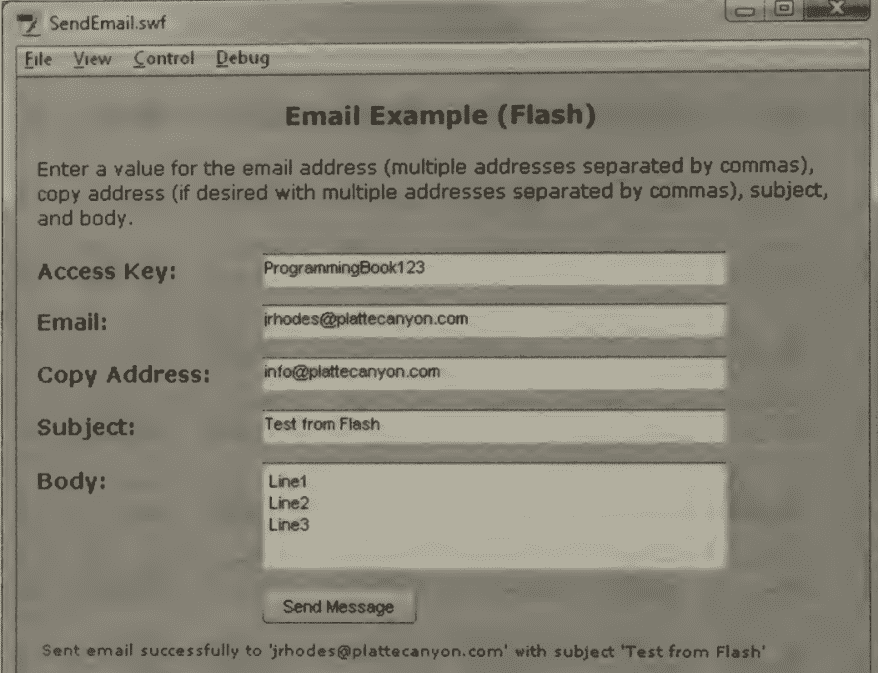 SendEmail.swf
File View Control Debug
Email Example (Flash)
Enter a value for the email address (multiple addresses separated by commas),
copy address (if desired with multiple addresses separated by commas), subject,
and body.
Access Key: ProgrammingBook123
Email: jrhodes@plattecanyon.com
Copy Address: info@plattecanyon.com
Subject: Test from Flash
Body: Line1
Line2
Line3
Send Message
Sent email successfully to 'jrhodes@plattecanyon.com' with subject 'Test from Flash'